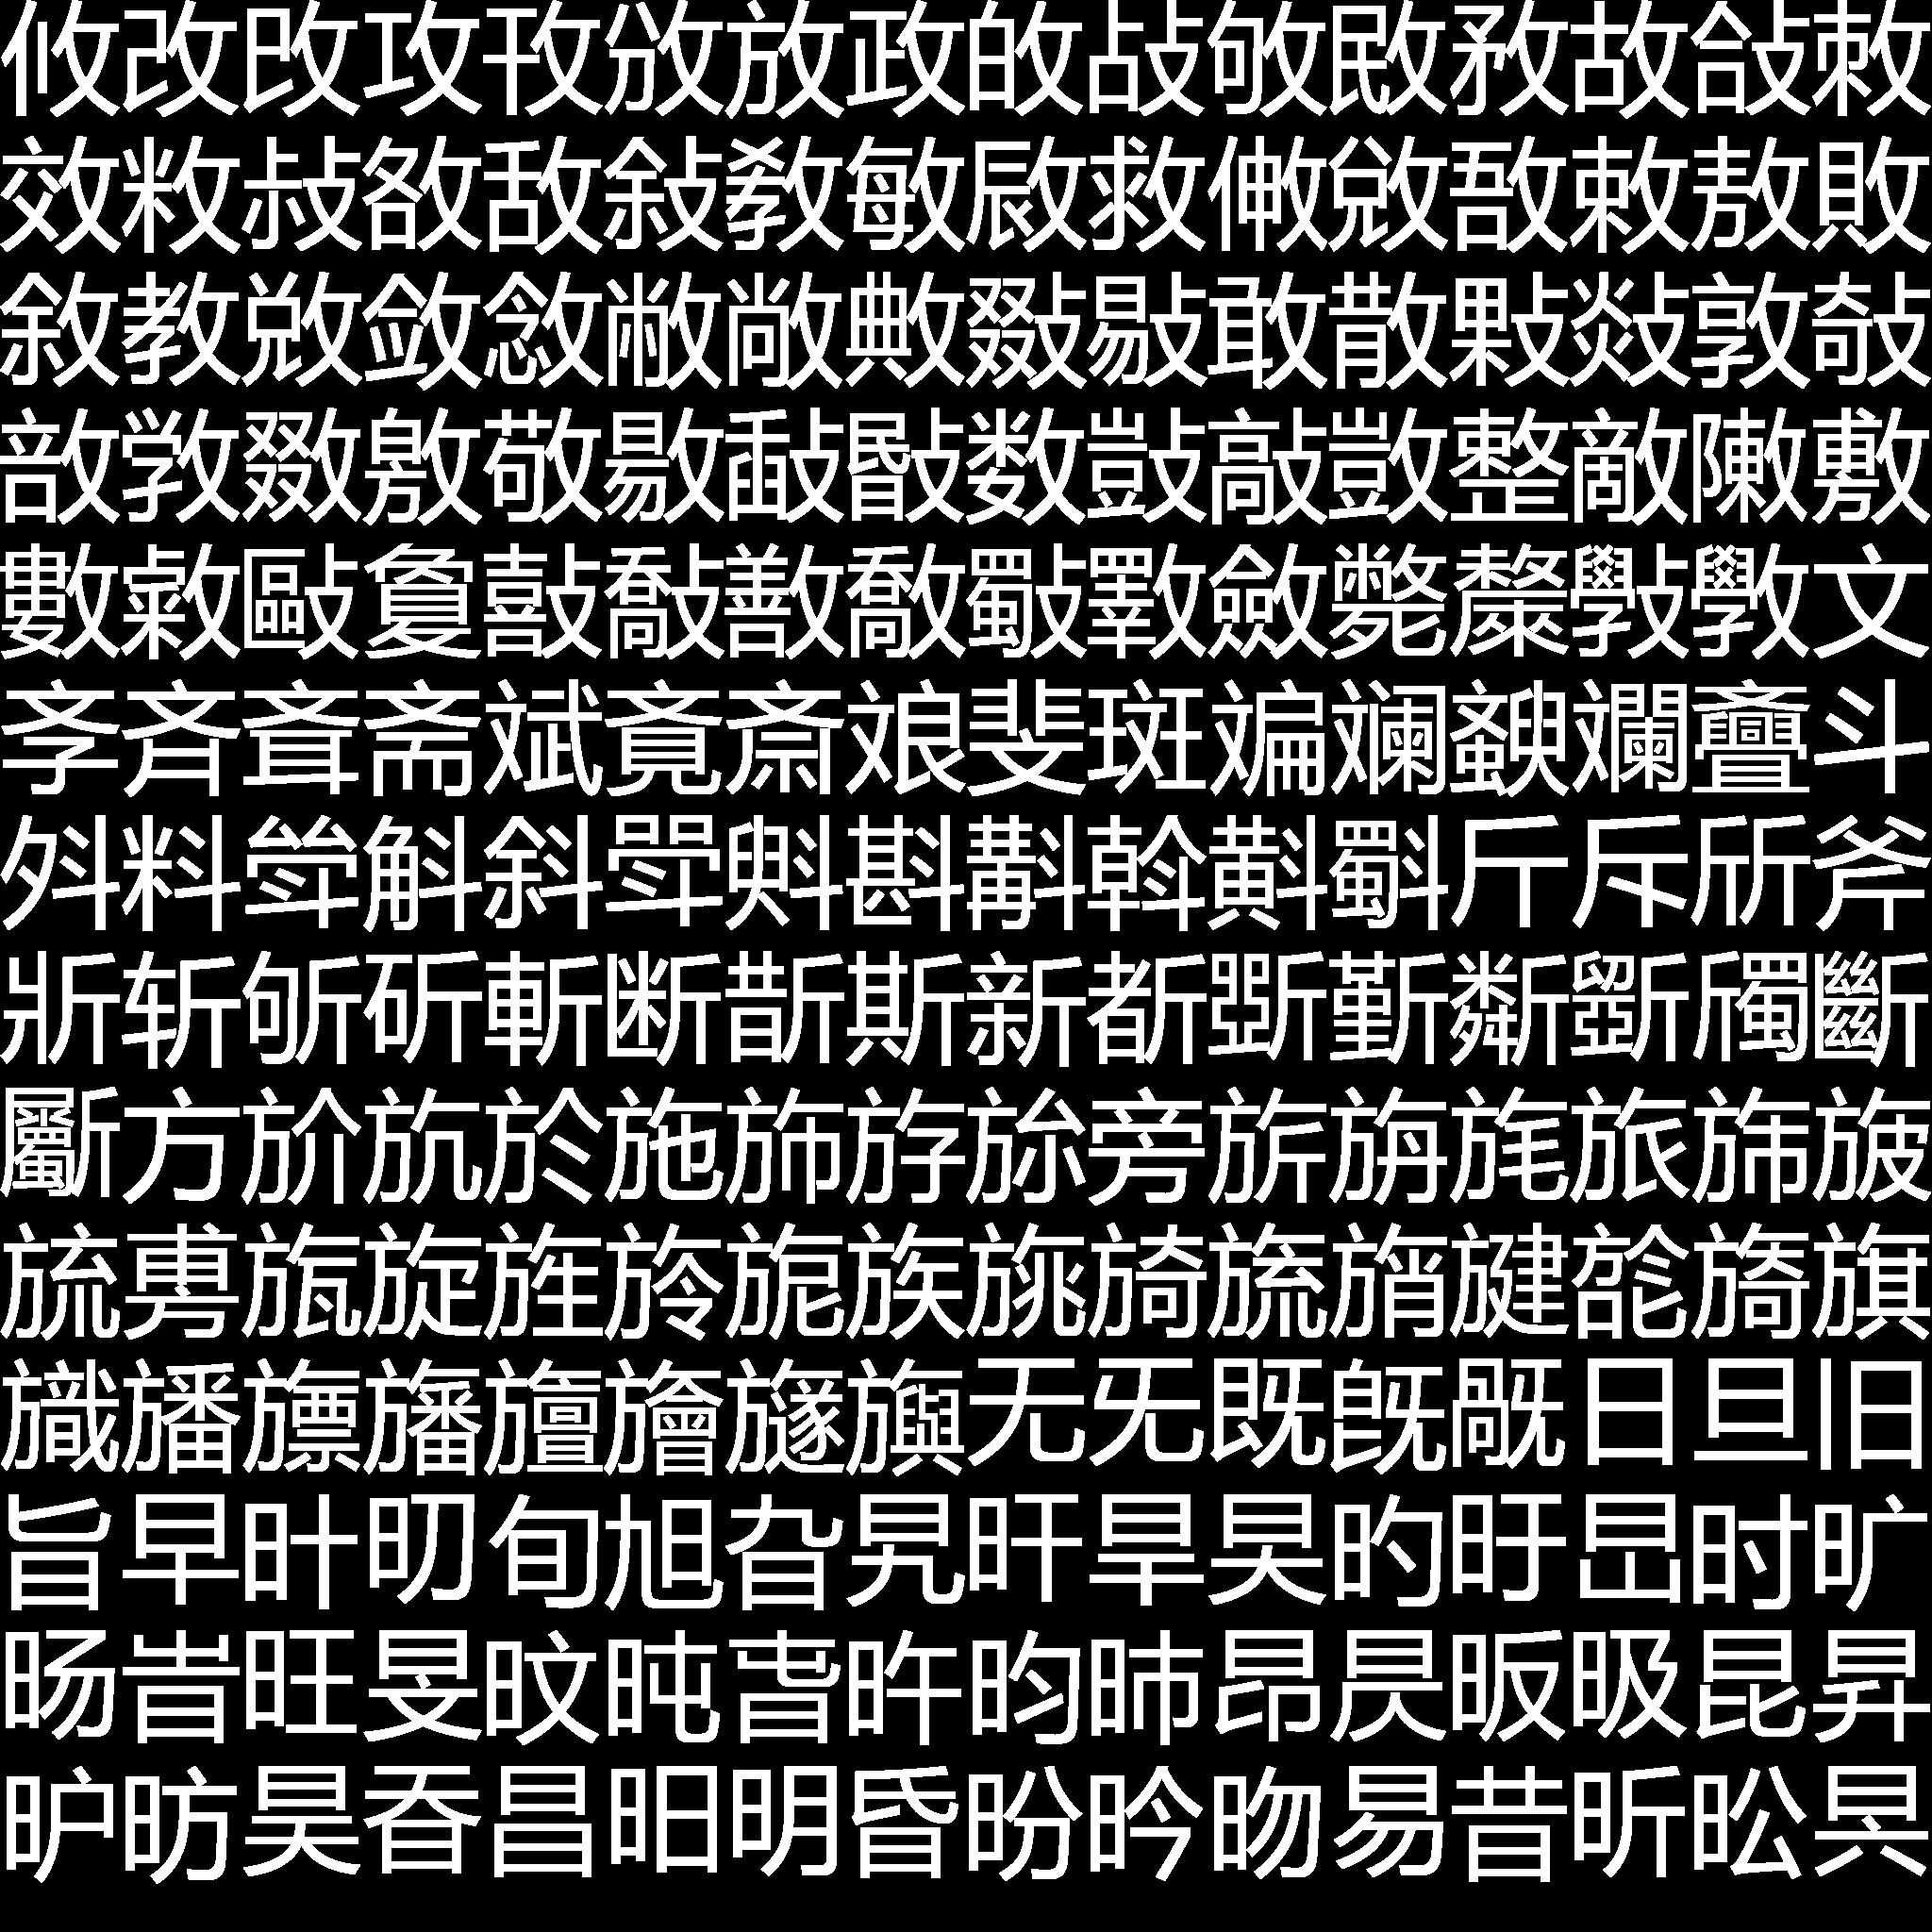 攸改攺攻攼攽放政敀敁敂敃敄故敆敇
效敉敊敋敌敍敎敏敐救敒敓敔敕敖敗
敘教敚敛敜敝敞敟敠敡敢散敤敥敦敧
敨敩敪敫敬敭敮敯数敱敲敳整敵敶敷
數敹敺敻敼敽敾敿斀斁斂斃斄斅斆文
斈斉斊斋斌斍斎斏斐斑斒斓斔斕斖斗
斘料斚斛斜斝斞斟斠斡斢斣斤斥斦斧
斨斩斪斫斬断斮斯新斱斲斳斴斵斶斷
斸方斺斻於施斾斿旀旁旂旃旄旅旆旇
旈旉旊旋旌旍旎族旐旑旒旓旔旕旖旗
旘旙旚旛旜旝旞旟无旡既旣旤日旦旧
旨早旪旫旬旭旮旯旰旱旲旳旴旵时旷
旸旹旺旻旼旽旾旿昀昁昂昃昄昅昆昇
昈昉昊昋昌昍明昏昐昑昒易昔昕昖昗